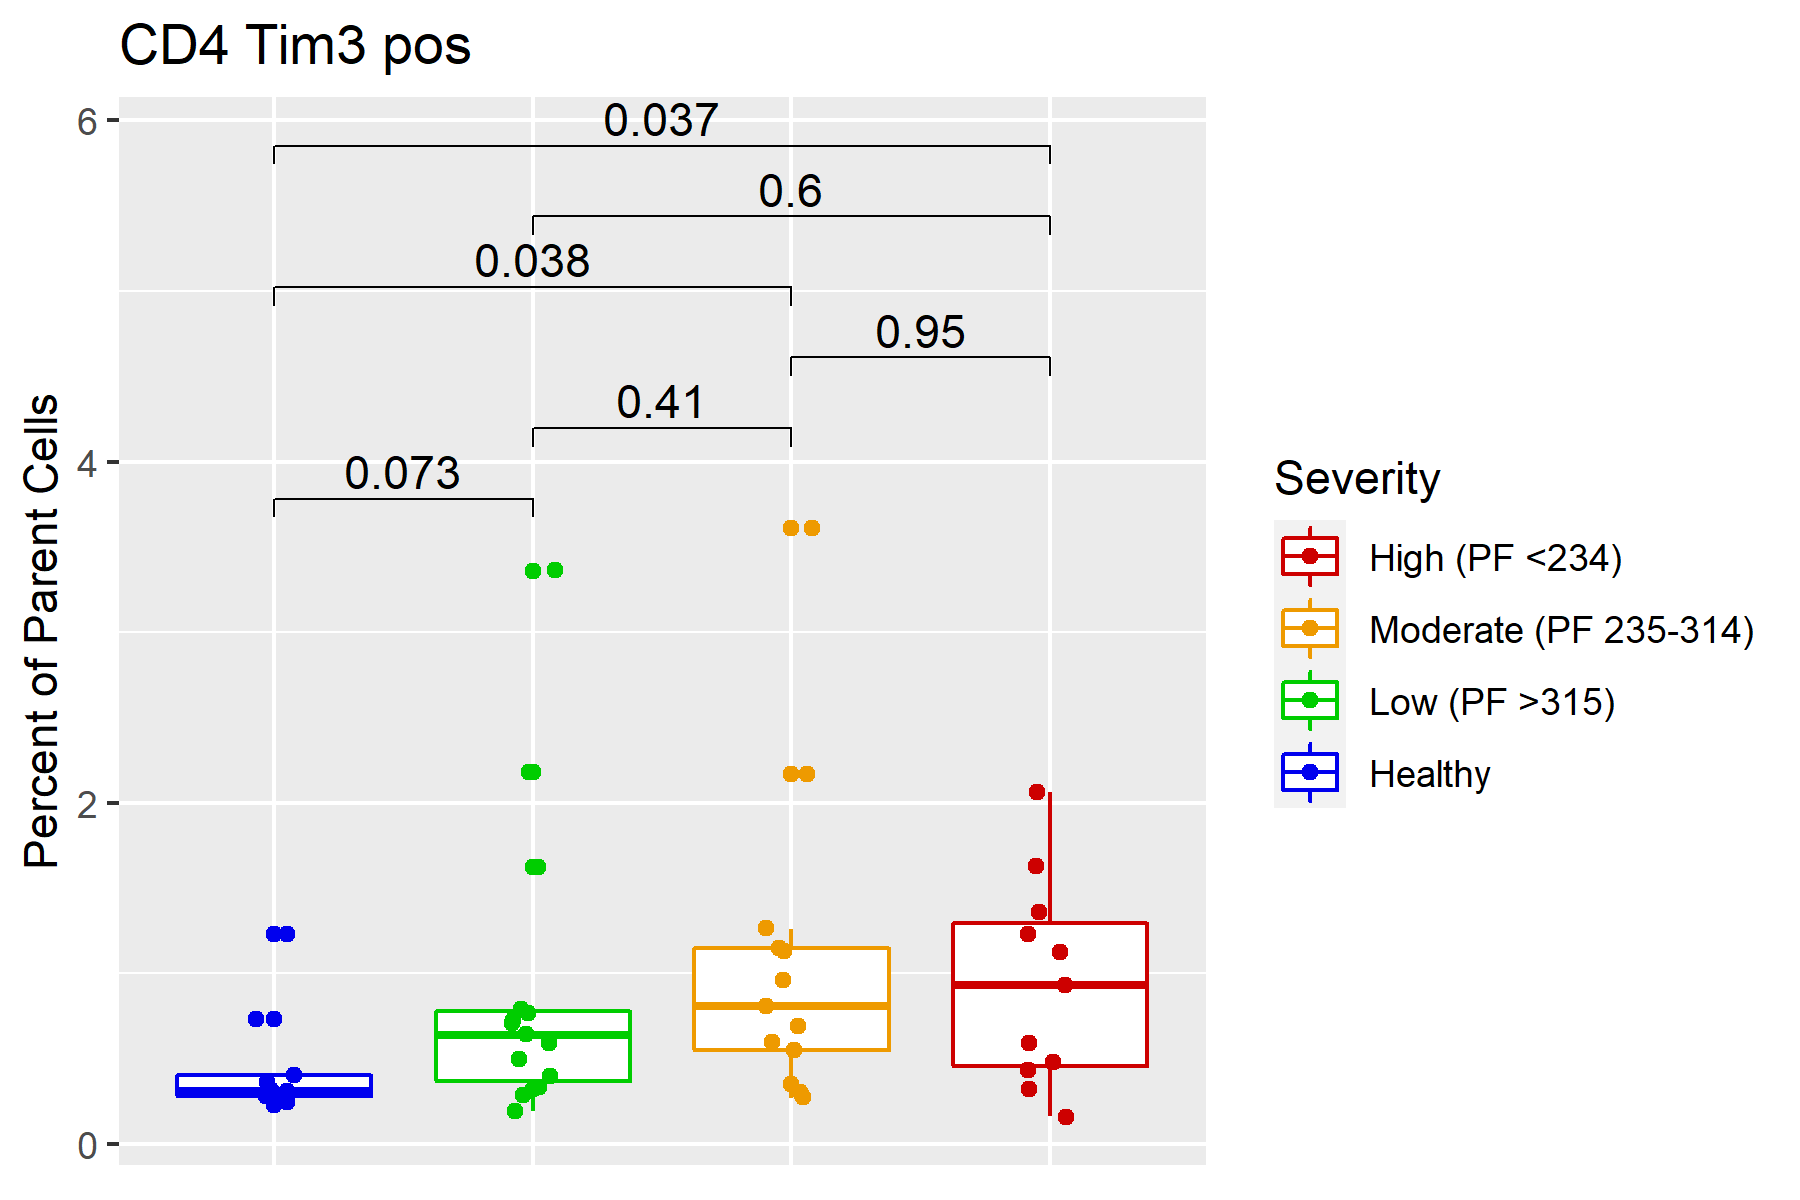 CD4 Tim3 pos
6
4
2
0
Percent of Parent Cells
0.037
0.6
0.038
0.95
0.41
0.073
Severity
High (PF <234)
Moderate (PF 235-314)
Low (PF >315)
Healthy